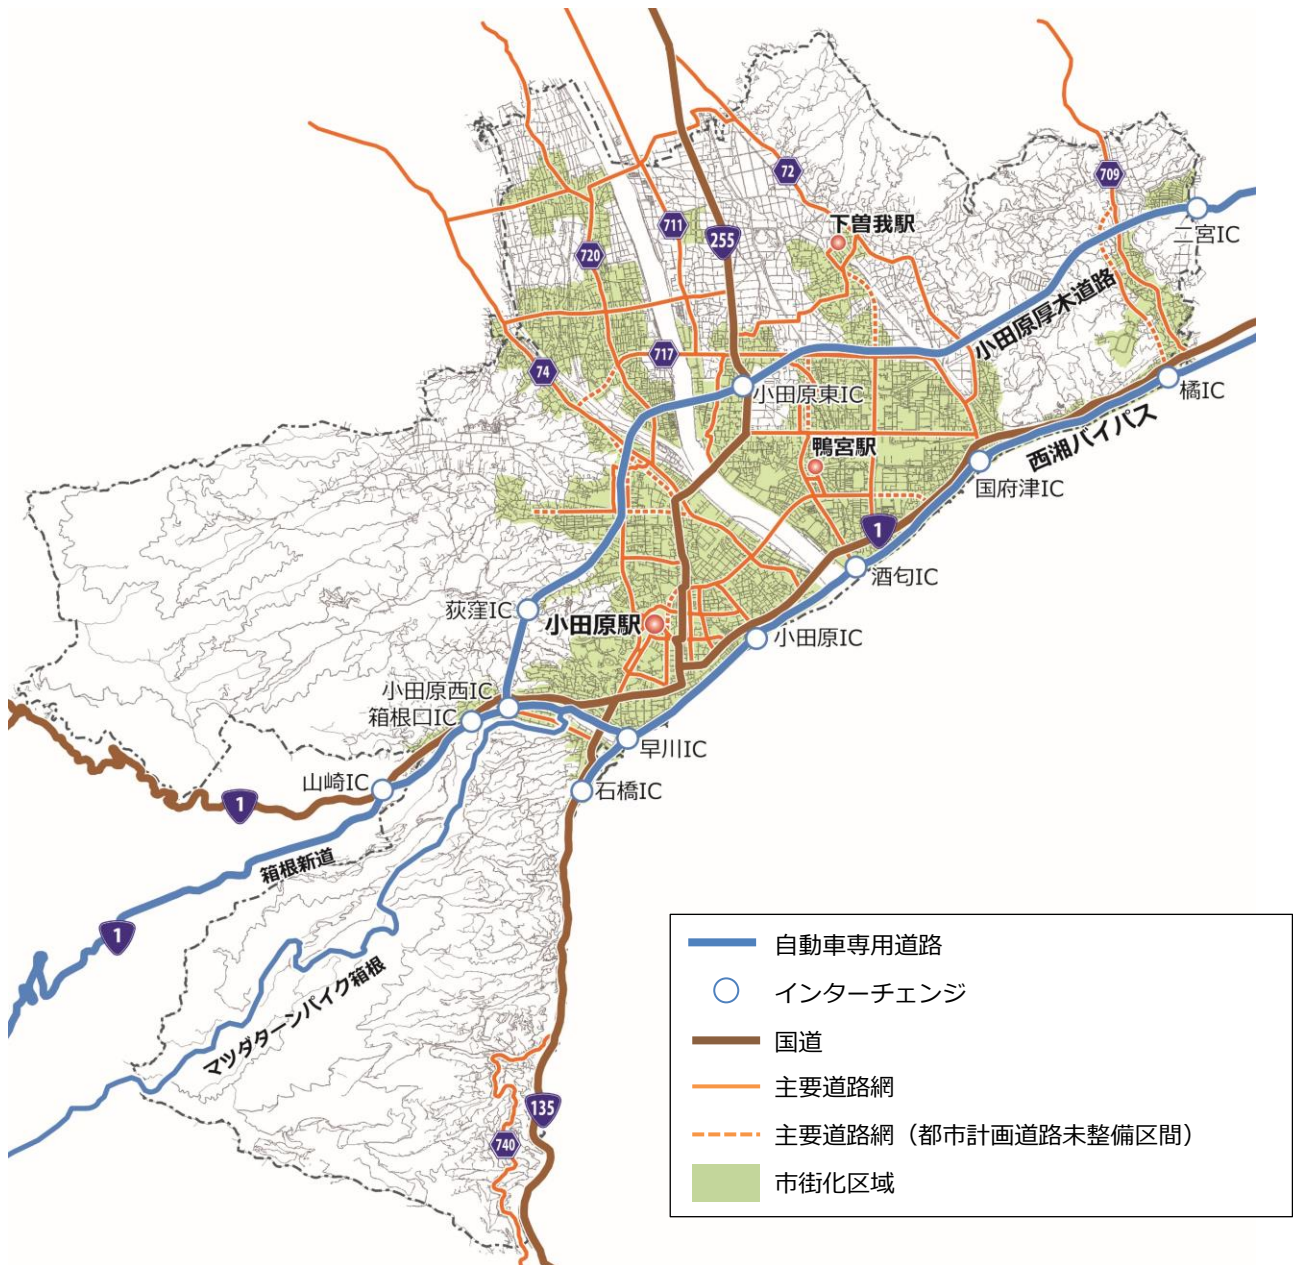 72
709
711
下曽我駅
255
二宮IC
720
小田原厚木道路
717
74
小田原東IC
橘IC
西湘バイパス
鴨宮駅
国府津IC
1
酒匂IC
荻窪IC
小田原駅
小田原IC
小田原西IC
箱根口IC
早川IC
山崎IC
石橋IC
1
箱根新道
1
マツダターンパイク箱根
135
740
自動車専用道路
インターチェンジ
国道
主要道路網
主要道路網（都市計画道路未整備区間）
市街化区域